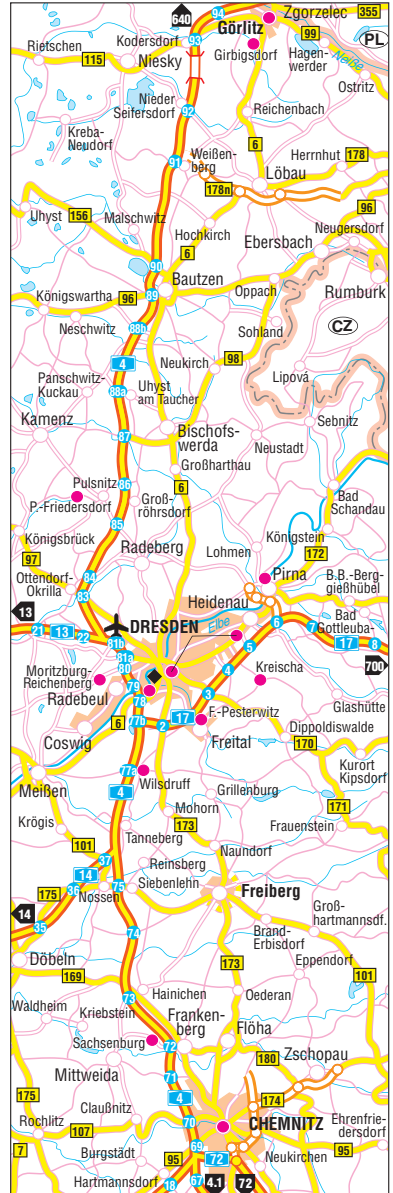 640
94
Zgorzelec
355
Görlitz
Kodersdorf
93
99
PL
Rietschen
115
Niesky
Girbigsdorf
Hagen-
werder
Neiße
Ostritz
Nieder
Seifersdorf
92
Reichenbach
Kreba-
Neudorf
6
91
Weißen-
berg
Herrnhut
178
178n
Löbau
Uhyst
156
Malschwitz
96
Hochkirch
Neugersdorf
6
Ebersbach
90
Bautzen
Oppach
Rumburk
Königswartha
96
89
Neschwitz
88b
Sohland
CZ
4
Neukirch
98
Panschwitz-
Kuckau
88a
Uhyst
am Taucher
Lipová
Kamenz
Sebnitz
87
Bischofs-
werda
Neustadt
Großharthau
Pulsnitz
86
6
P.-Friedersdorf
Groß-
röhrsdorf
Bad
Schandau
85
Königsbrück
Lohmen
Königstein
97
Radeberg
172
84
Pirna
Ottendorf-
Okrilla
83
Heidenau
B.B.-Berg-
gießhübel
13
21
13
22
DRESDEN
Elbe
6
7
Bad
Gottleuba-
17
8
81b
5
81a
80
4
700
Moritzburg-
Reichenberg
79
Kreischa
Radebeul
78
3
Glashütte
6
77b
2
17
F.-Pesterwitz
Dippoldiswalde
Coswig
Freital
170
77a
Kurort
Kipsdorf
Meißen
4
Wilsdruff
Grillenburg
Mohorn
171
Krögis
173
Frauenstein
Tanneberg
101
37
Naundorf
14
Reinsberg
175
36
75
Siebenlehn
Nossen
Freiberg
14
35
Groß-
hartmannsdf.
74
Brand-
Erbisdorf
Döbeln
Eppendorf
169
173
101
73
Hainichen
Oederan
Waldheim
Kriebstein
Franken-
berg
Flöha
Sachsenburg
72
180
Zschopau
Mittweida
71
4
175
Claußnitz
174
Rochlitz
107
70
CHEMNITZ
Ehrenfrie-
dersdorf
7
Burgstädt
69
95
95
72
Neukirchen
Hartmannsdorf
18
67
4.1
72